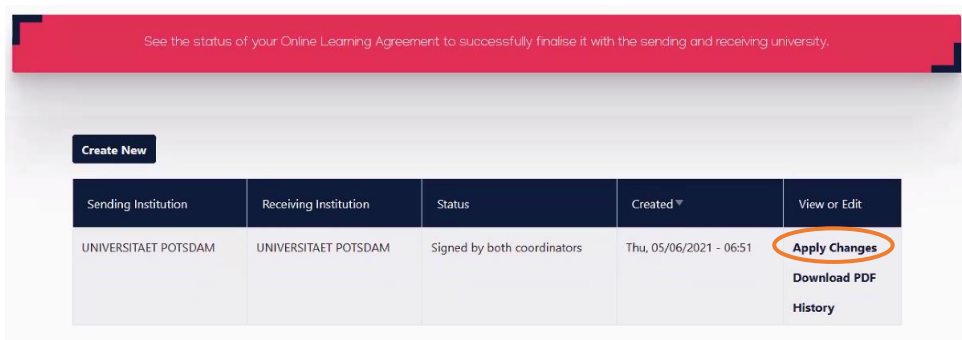 See the status of your Online Learning Agreement to successfully finalise it with the sending and receiving university.
Create New
Sending Institution Receiving Institution Status Created View or Edit
UNIVERSITAET POTSDAM UNIVERSITAET POTSDAM Signed by both coordinators Thu, 05/06/2021 - 06:51 Apply Changes
Download PDF
History